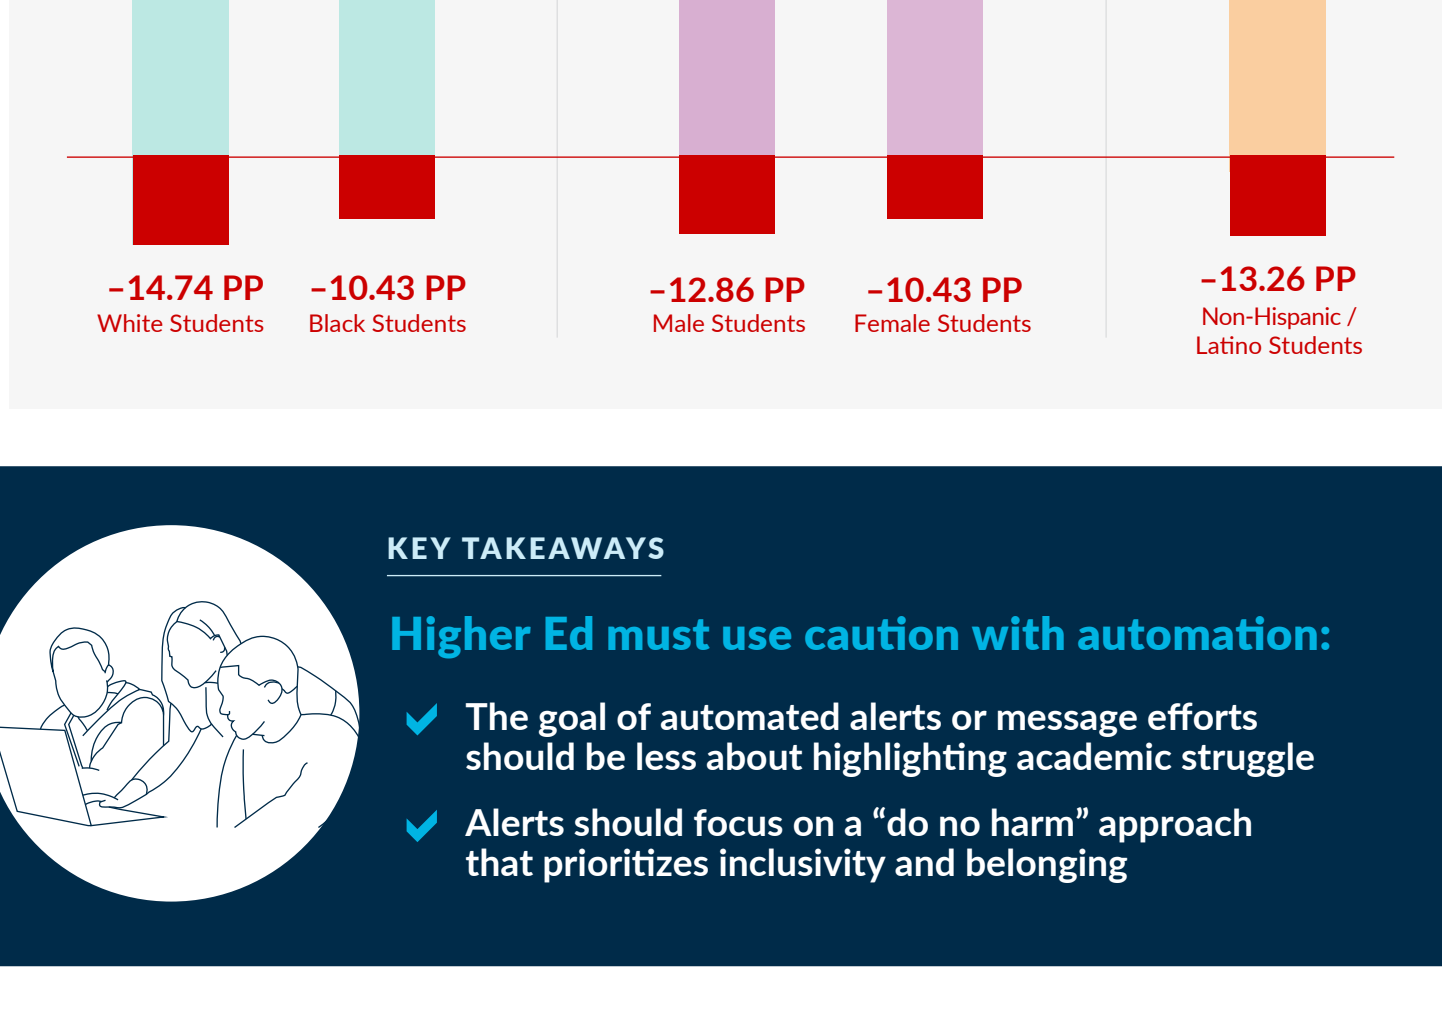 –14.74 PP
White Students
–10.43 PP
Black Students
–12.86 PP
Male Students
–10.43 PP
Female Students
–13.26 PP
Non-Hispanic /
Latino Students
KEY TAKEAWAYS
Higher Ed must use caution with automation:
The goal of automated alerts or message efforts
should be less about highlighting academic struggle
Alerts should focus on a “do no harm” approach
that prioritizes inclusivity and belonging